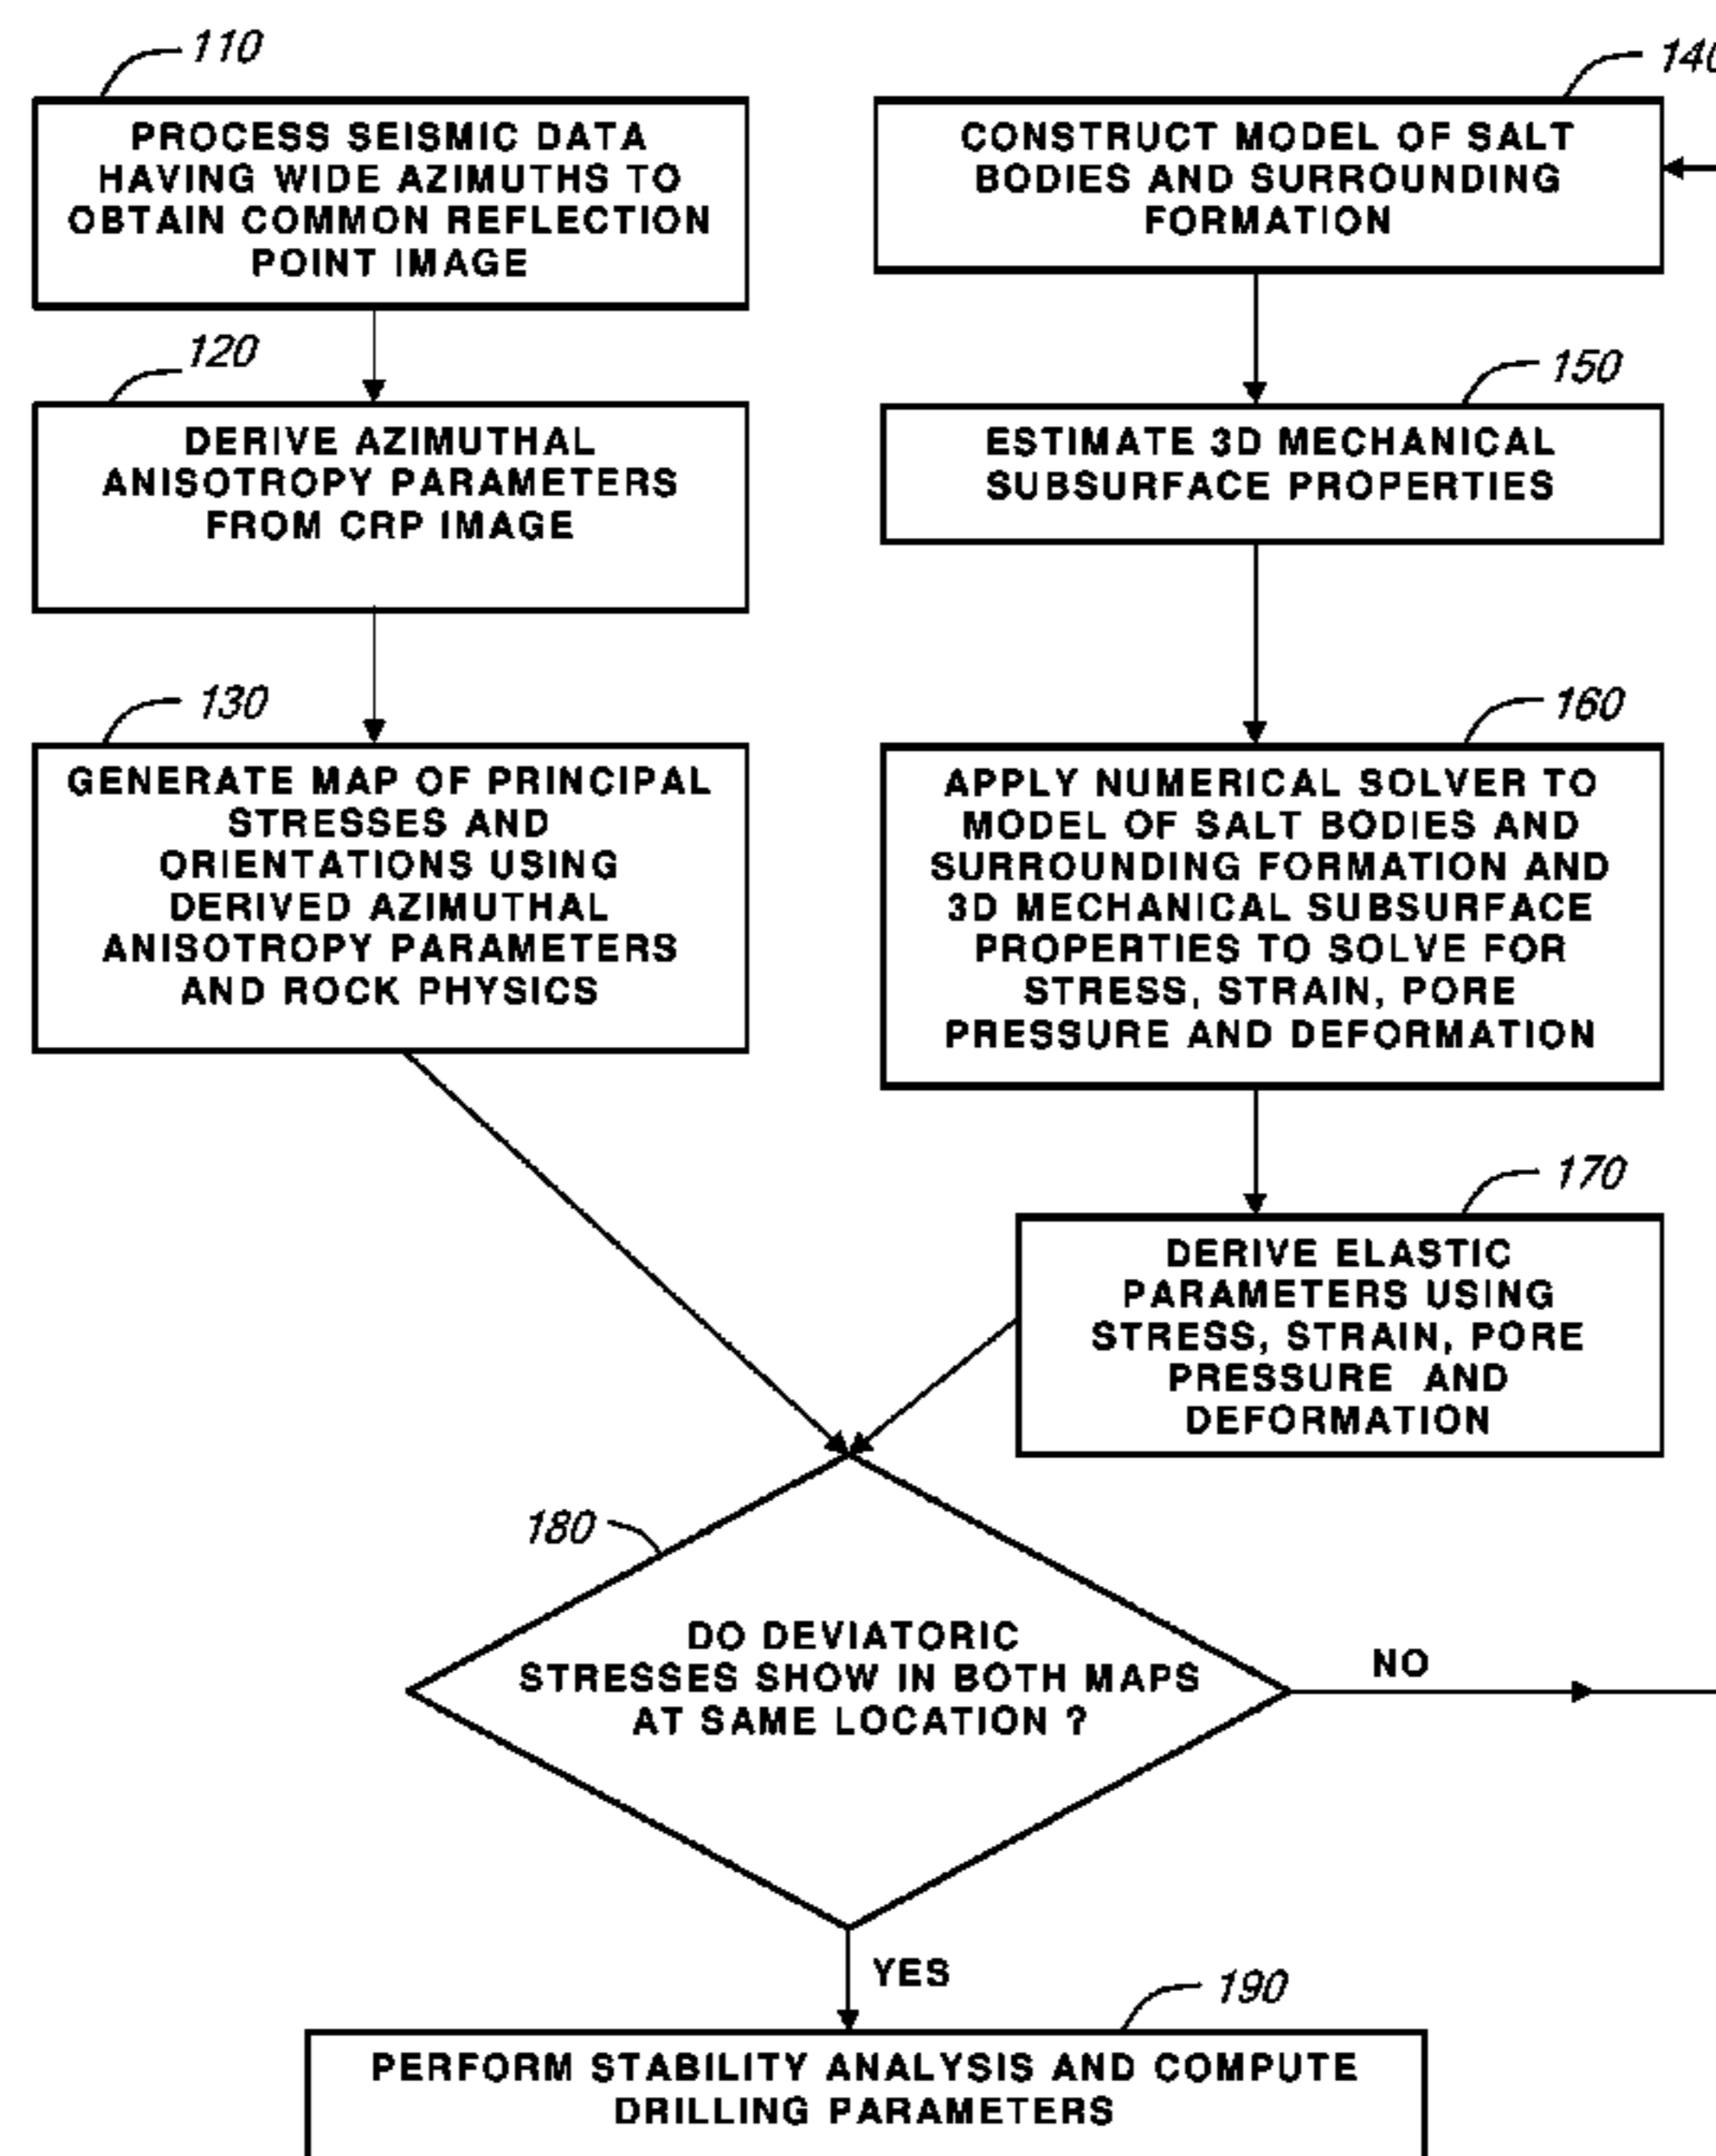 110
PROCESS SEISMIC DATA
HAVING WIDE AZIMUTHS TO
OBTAIN COMMON REFLECTION
POINT IMAGE
120
DERIVE AZIMUTHAL
ANISOTROPY PARAMETERS
FROM CRP IMAGE
130
GENERATE MAP OF PRINCIPAL
STRESSES AND
ORIENTATIONS USING
DERIVED AZIMUTHAL
ANISOTROPY PARAMETERS
AND ROCK PHYSICS
140
CONSTRUCT MODEL OF SALT
BODIES AND SURROUNDING
FORMATION
150
ESTIMATE 3D MECHANICAL
SUBSURFACE PROPERTIES
160
APPLY NUMERICAL SOLVER TO
MODEL OF SALT BODIES AND
SURROUNDING FORMATION AND
3D MECHANICAL SUBSURFACE
PROPERTIES TO SOLVE FOR
STRESS, STRAIN, PORE
PRESSURE AND DEFORMATION
170
DERIVE ELASTIC
PARAMETERS USING
STRESS, STRAIN, PORE
PRESSURE AND
DEFORMATION
180
DO DEVIATORIC
STRESSES SHOW IN BOTH MAPS
AT SAME LOCATION ?
NO
YES
190
PERFORM STABILITY ANALYSIS AND COMPUTE
DRILLING PARAMETERS